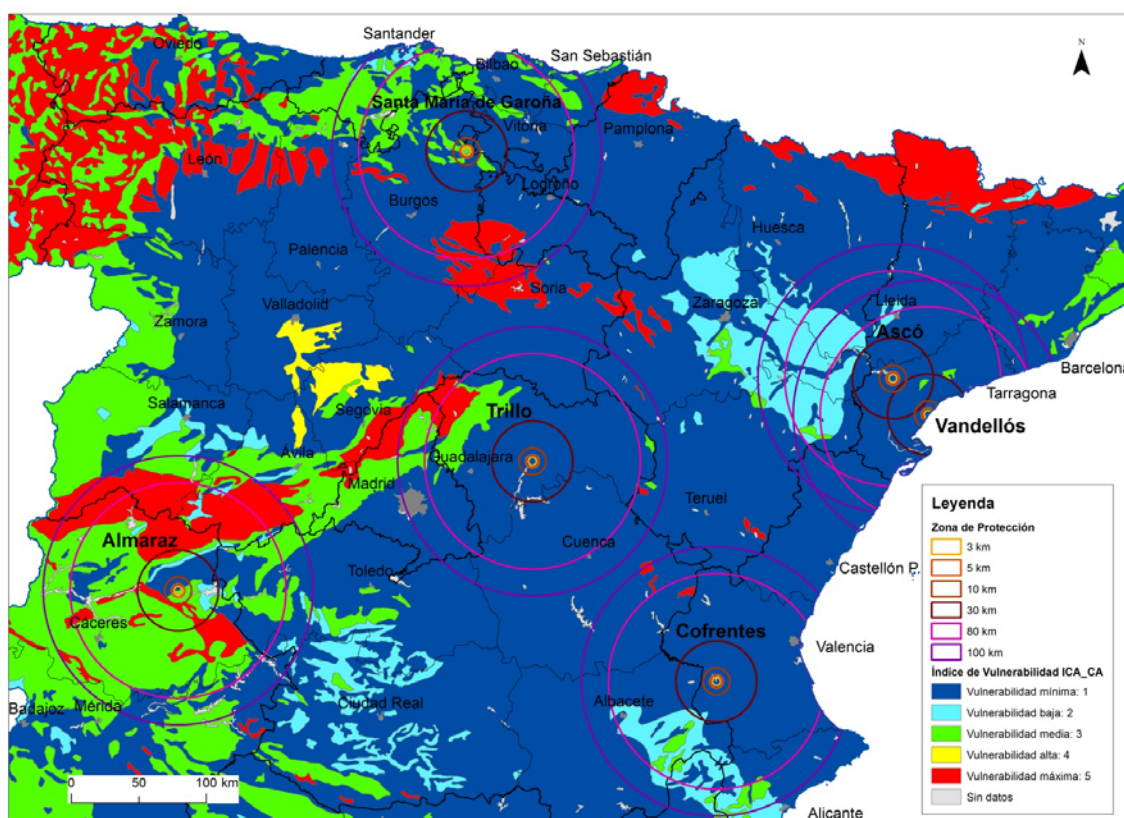 Santander
Oviedo
San Sebastián
Bilbao
N
Santa María de Garoña
Vitoria
Pamplona
León
Logroño
Burgos
Huesca
Palencia
Soria
Lleida
Valladolid
Zaragoza
Zamora
Ascó
Barcelona
Tarragona
Salamanca
Segovia
Trillo
Vandellós
Ávila
Guadalajara
Madrid
Teruel
Almaraz
Cuenca
Castellón P.
Toledo
Cáceres
Cofrentes
Valencia
Badajoz
Mérida
Ciudad Real
Albacete
Alicante
0 50 100 km
Leyenda
Zona de Protección
3 km
5 km
10 km
30 km
80 km
100 km
Índice de Vulnerabilidad ICA_CA
Vulnerabilidad mínima: 1
Vulnerabilidad baja: 2
Vulnerabilidad media: 3
Vulnerabilidad alta: 4
Vulnerabilidad máxima: 5
Sin datos